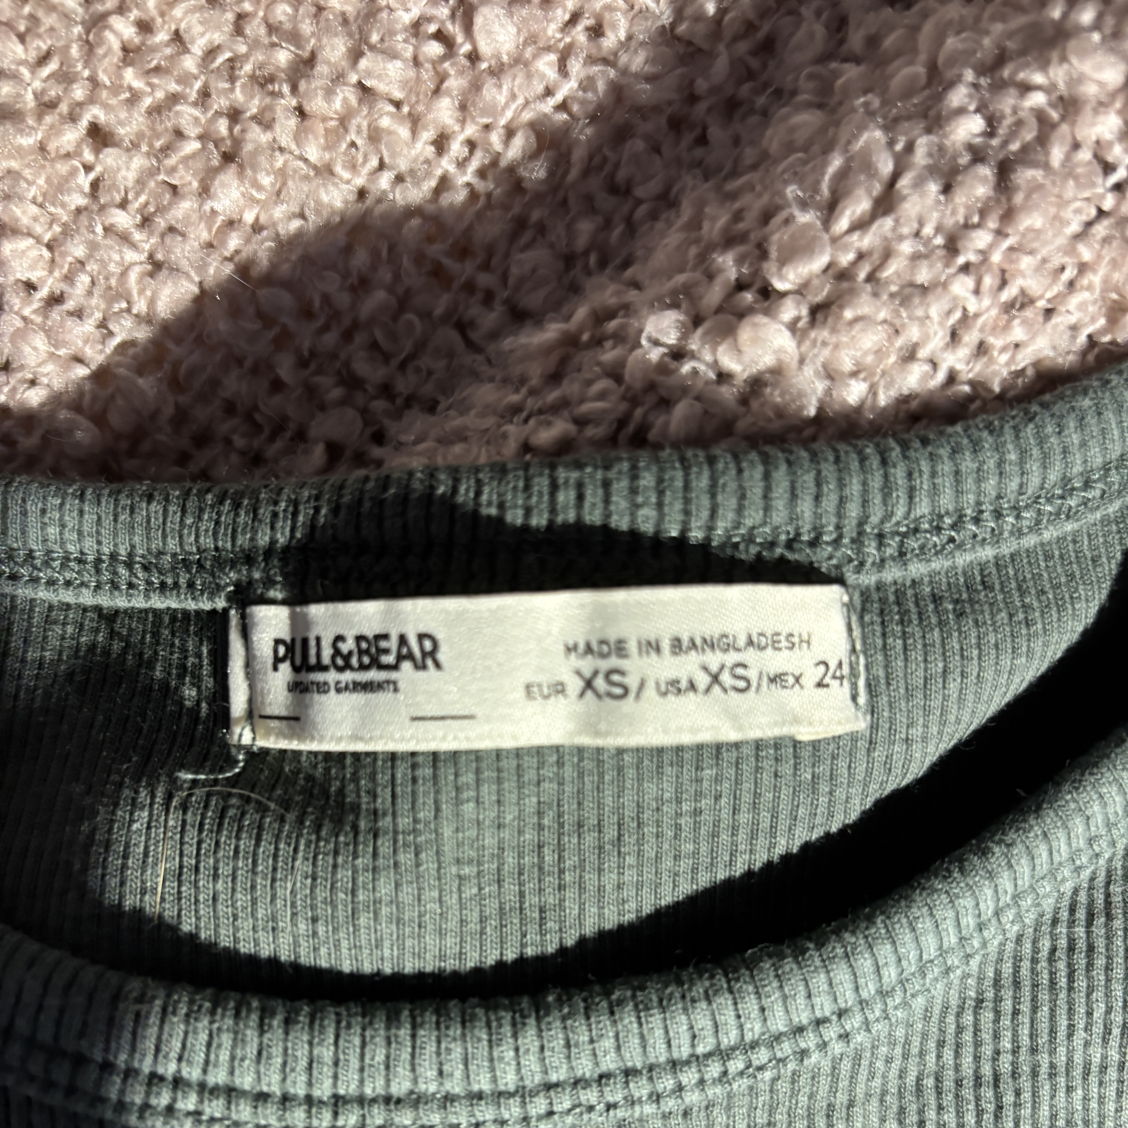 PULL&BEAR
UPDATED GARMENTS
MADE IN BANGLADESH
EUR XS/ USA XS/MEX 24